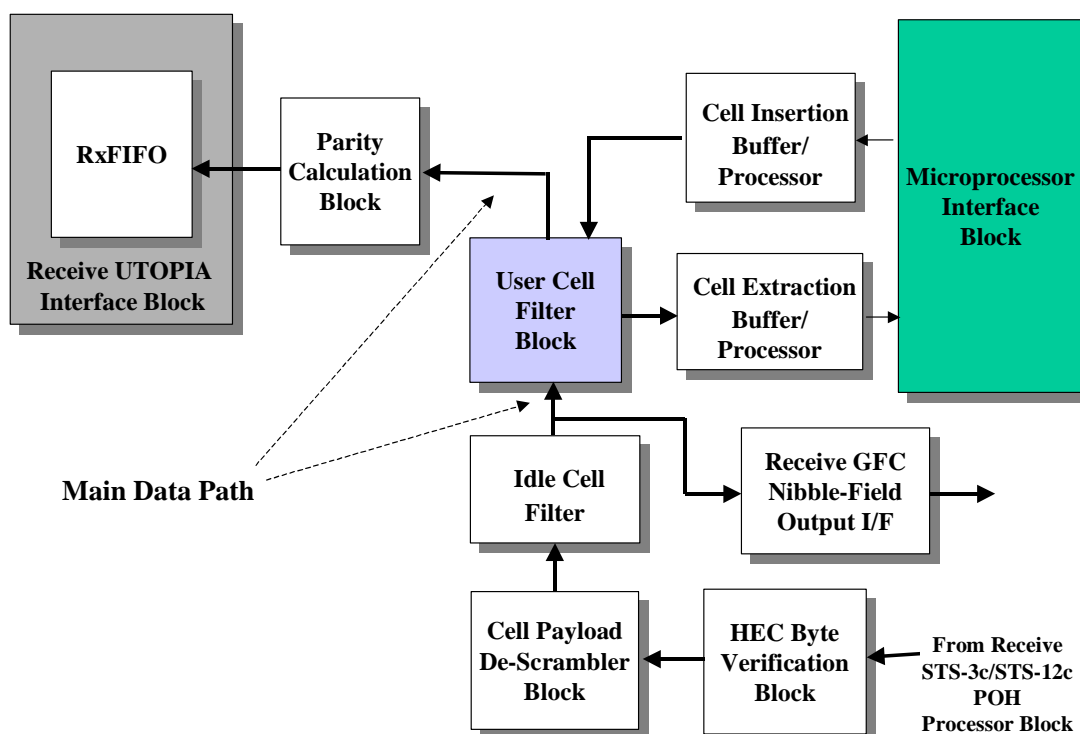 RxFIFO
Receive UTOPIA
Interface Block
Parity
Calculation
Block
Cell Insertion
Buffer/
Processor
Microprocessor
Interface
Block
User Cell
Filter
Block
Cell Extraction
Buffer/
Processor
Main Data Path
Idle Cell
Filter
Receive GFC
Nibble-Field
Output I/F
Cell Payload
De-Scrambler
Block
HEC Byte
Verification
Block
From Receive
STS-3c/STS-12c
POH
Processor Block